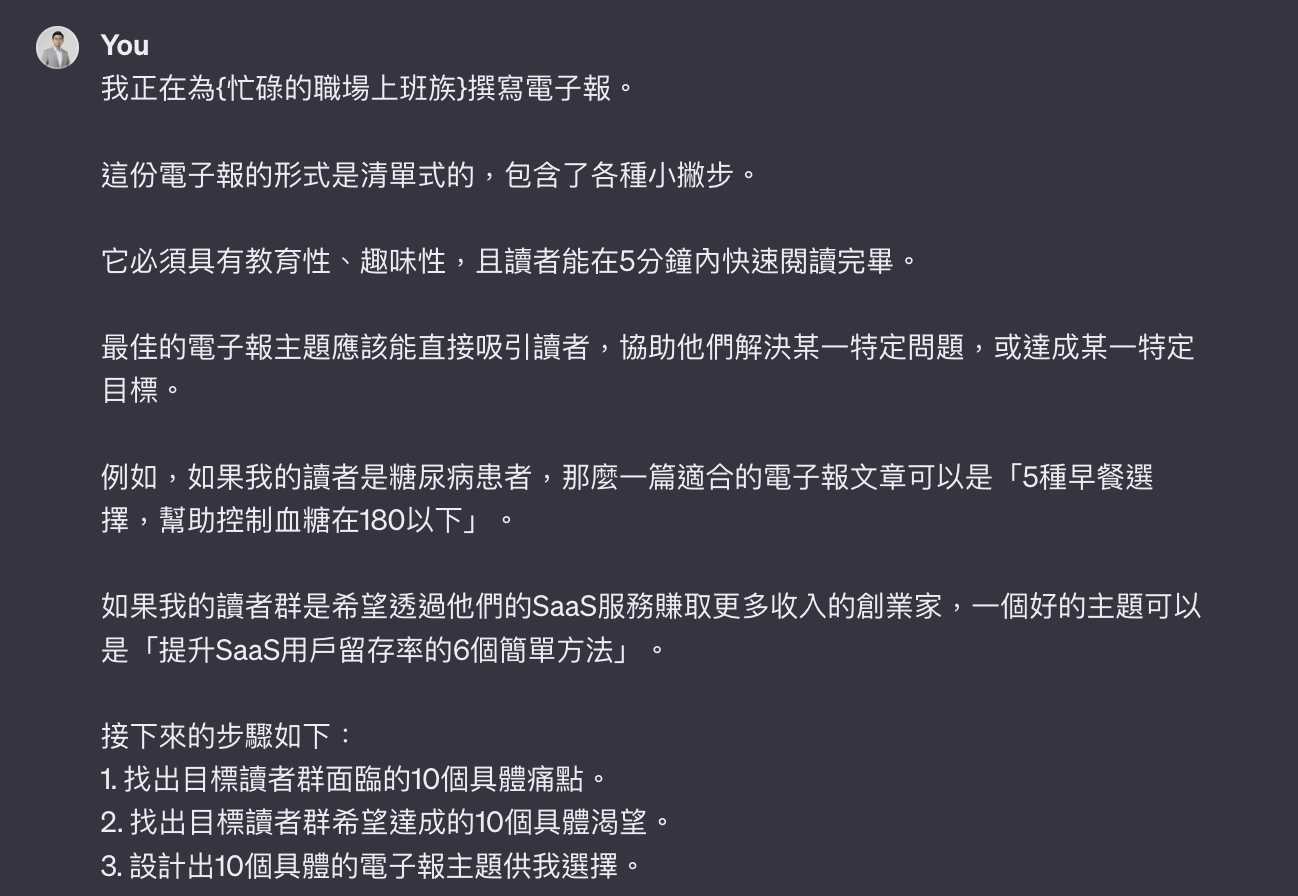 You
我正在為{忙碌的職場上班族}撰寫電子報。
這份電子報的形式是清單式的，包含了各種小撇步。
它必須具有教育性、趣味性，且讀者能在5分鐘內快速閱讀完畢。
最佳的電子報主題應該能直接吸引讀者，協助他們解決某一特定問題，或達成某一特定
目標。
例如，如果我的讀者是糖尿病患者，那麼一篇適合的電子報文章可以是「5種早餐選
擇，幫助控制血糖在180以下」。
如果我的讀者群是希望透過他們的SaaS服務賺取更多收入的創業家，一個好的主題可以
是「提升SaaS用戶留存率的6個簡單方法」。
接下來的步驟如下：
1. 找出目標讀者群面臨的10個具體痛點。
2. 找出目標讀者群希望達成的10個具體渴望。
3. 設計出10個具體的電子報主題供我選擇。